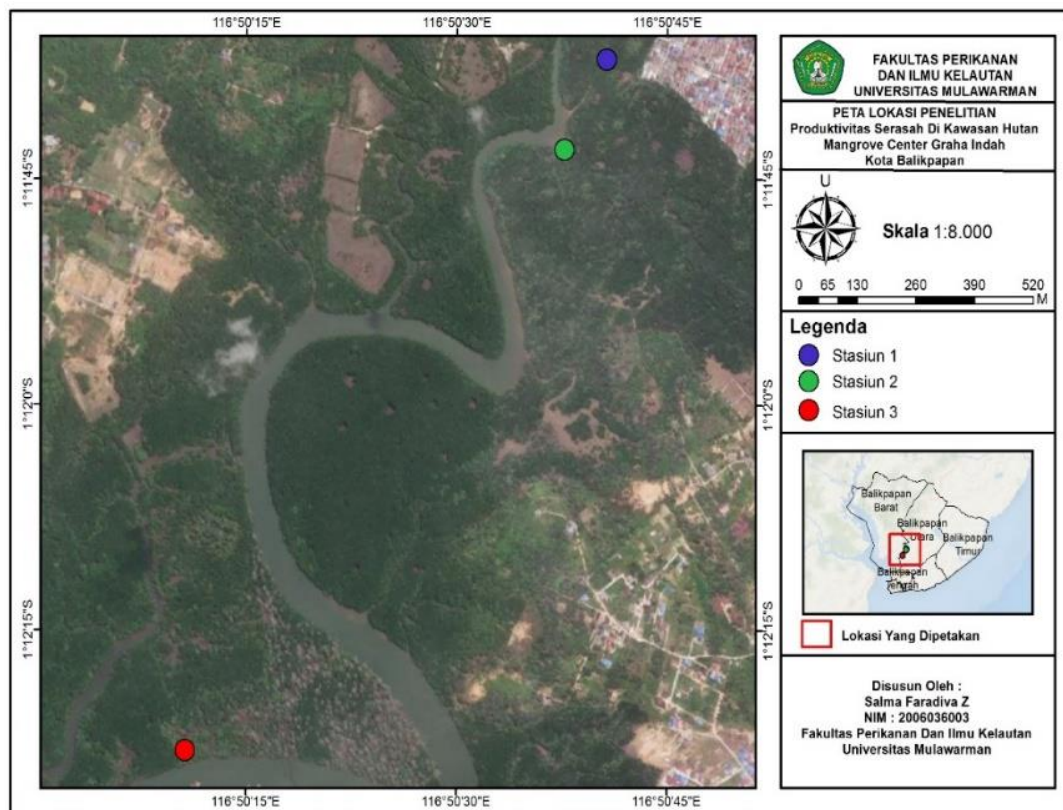 116°50'15"E
116°50'30"E
116°50'45"E
1°11'45"S
1°12'0"S
1°12'15"S
1°11'45"S
1°12'0"S
1°12'15"S
116°50'15"E
116°50'30"E
116°50'45"E
FAKULTAS PERIKANAN
DAN ILMU KELAUTAN
UNIVERSITAS MULAWARMAN
PETA LOKASI PENELITIAN
Produktivitas Serasah Di Kawasan Hutan
Mangrove Center Graha Indah
Kota Balikpapan
U
Skala 1:8.000
0 65 130 260 390 520
M
Legenda
Stasiun 1
Stasiun 2
Stasiun 3
Balikpapan
Barat
Balikpapan
Utara
Balikpapan
Timur
Balikpapan
Tengah
Lokasi Yang Dipetakan
Disusun Oleh :
Salma Faradiva Z
NIM : 2006036003
Fakultas Perikanan Dan Ilmu Kelautan
Universitas Mulawarman